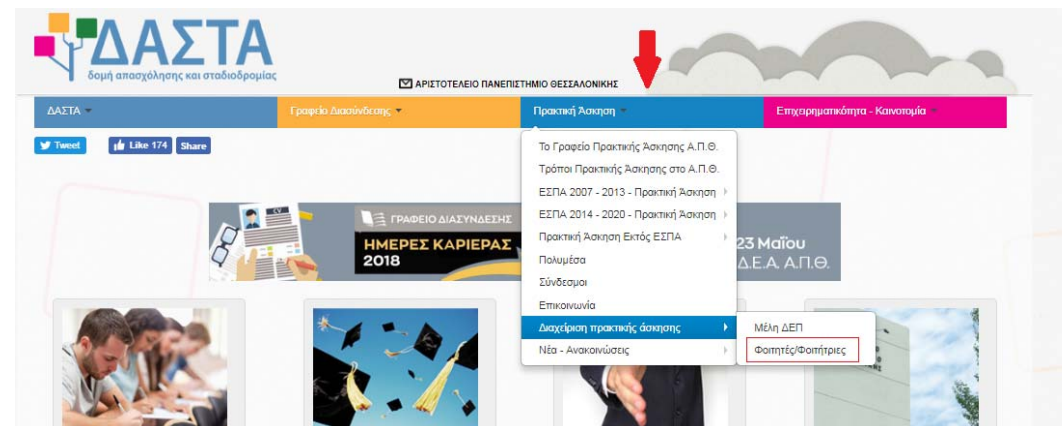 ΔΑΣΤΑ
δομή απασχόλησης και σταδιοδρομίας
ΑΡΙΣΤΟΤΕΛΕΙΟ ΠΑΝΕΠΙΣΤΗΜΙΟ ΘΕΣΣΑΛΟΝΙΚΗΣ
ΔΑΣΤΑ
Γραφείο Διασύνδεσης
Πρακτική Άσκηση
Επιχειρηματικότητα - Καινοτομία
Tweet
Like 174
Share
Το Γραφείο Πρακτικής Άσκησης Α.Π.Θ.
Τρόποι Πρακτικής Άσκησης στο Α.Π.Θ.
ΕΣΠΑ 2007 - 2013 - Πρακτική Άσκηση
ΕΣΠΑ 2014 - 2020 - Πρακτική Άσκηση
Πρακτική Άσκηση Εκτός ΕΣΠΑ
Πολυμέσα
Σύνδεσμοι
Επικοινωνία
Διαχείριση πρακτικής άσκησης
Νέα - Ανακοινώσεις
Μέλη ΔΕΠ
Φοιτητές/Φοιτήτριες
CV
ΓΡΑΦΕΙΟ ΔΙΑΣΥΝΔΕΣΗΣ
ΗΜΕΡΕΣ ΚΑΡΙΕΡΑΣ
2018
23 Μαΐου
Δ.Ε.Α. Α.Π.Θ.